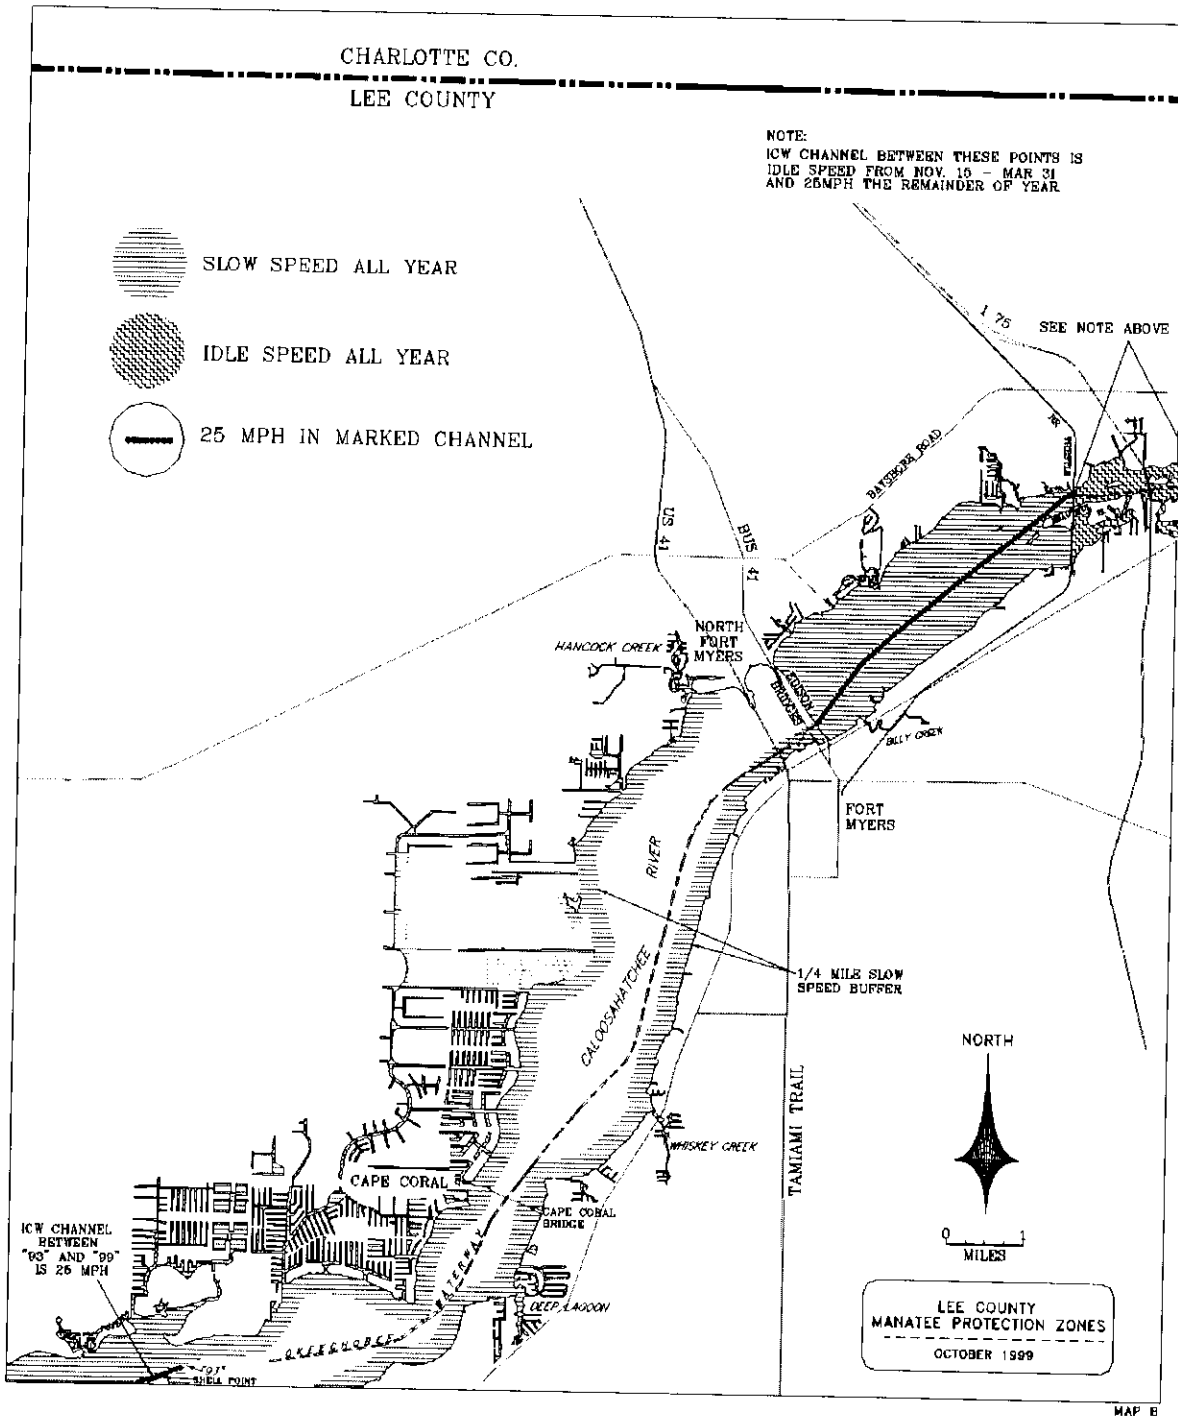 CHARLOTTE CO.
LEE COUNTY
NOTE:
ICW CHANNEL BETWEEN THESE POINTS IS
IDLE SPEED FROM NOV. 15 - MAR 31
AND 25MPH THE REMAINDER OF YEAR
SLOW SPEED ALL YEAR
IDLE SPEED ALL YEAR
25 MPH IN MARKED CHANNEL
I 75
SEE NOTE ABOVE
BAYSHORE ROAD
US 41
BUS 41
NORTH
FORT
MYERS
HANCOCK CREEK
EDISON
BRIDGES
BILLY CREEK
FORT
MYERS
RIVER
CALOOSAHATCHEE
1/4 MILE SLOW
SPEED BUFFER
NORTH
TAMIAMI TRAIL
WHISKEY CREEK
CAPE CORAL
CAPE CORAL
BRIDGE
ICW CHANNEL
BETWEEN
"93" AND "99"
IS 25 MPH
0 1
MILES
WATERWAY
DEEP LAGOON
OKEECHOBEE
"93"
SHELL POINT
LEE COUNTY
MANATEE PROTECTION ZONES
OCTOBER 1999
MAP B